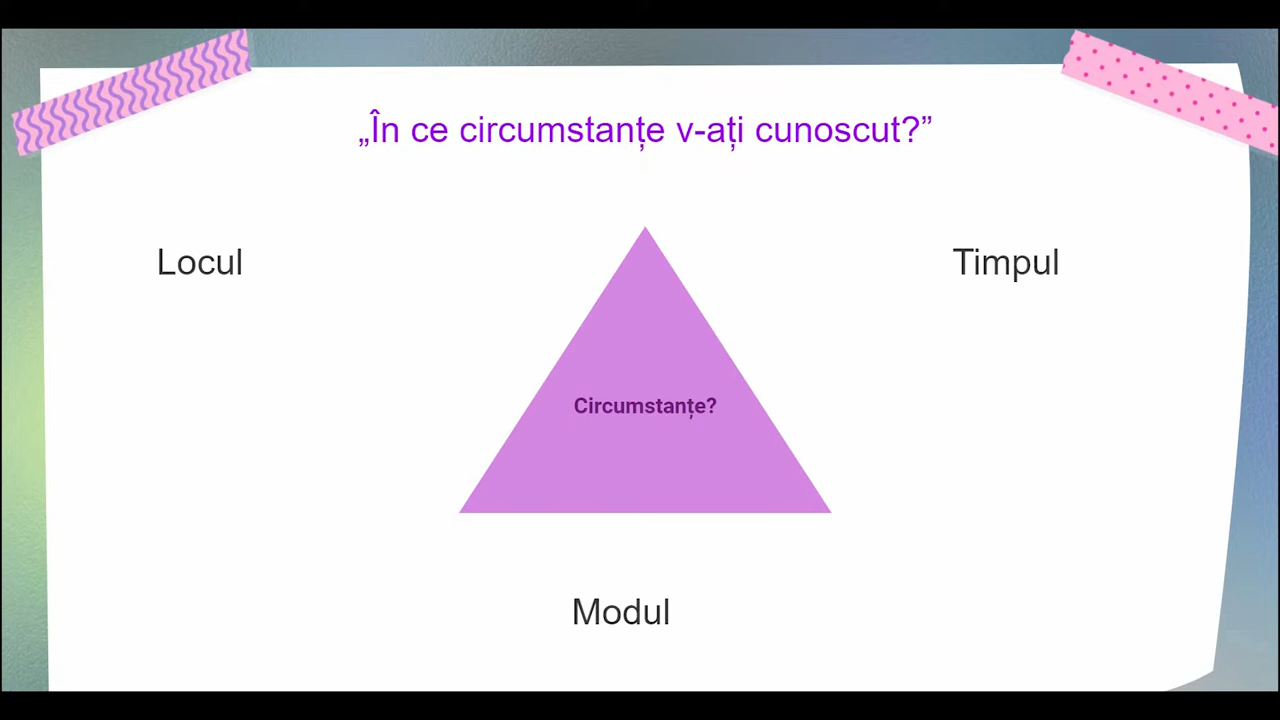 „În ce circumstanțe v-ați cunoscut?”
Locul
Timpul
Circumstanțe?
Modul